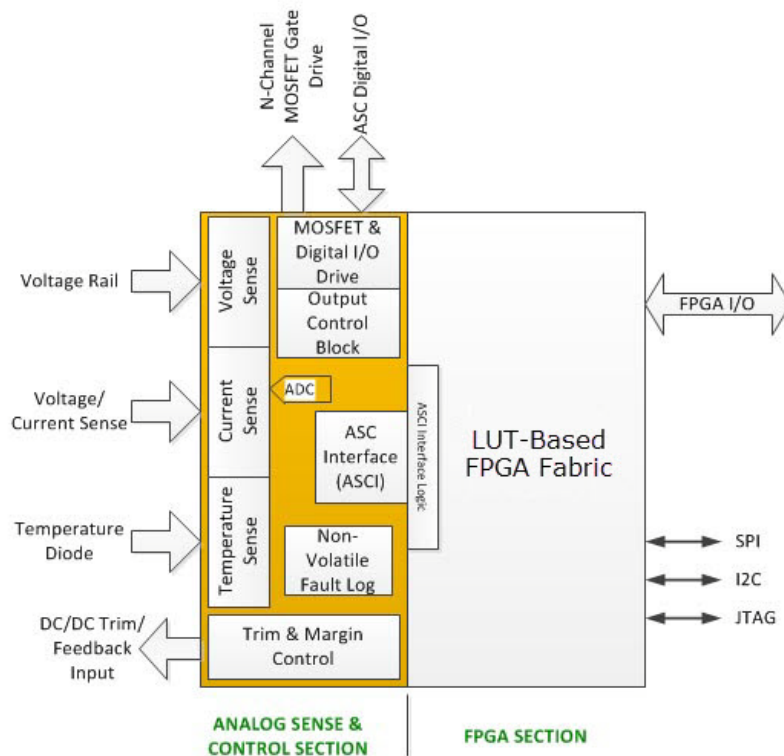 N-Channel
MOSFET Gate
Drive
ASC Digital I/O
MOSFET &
Digital I/O
Drive
Output
Control
Block
Voltage Rail
Voltage
Sense
FPGA I/O
ADC
Voltage/
Current Sense
Current
Sense
ASC
Interface
(ASCI)
ASCI Interface Logic
LUT-Based
FPGA Fabric
Temperature
Diode
Temperature
Sense
Non-
Volatile
Fault Log
SPI
I2C
JTAG
DC/DC Trim/
Feedback
Input
Trim & Margin
Control
ANALOG SENSE &
CONTROL SECTION
FPGA SECTION